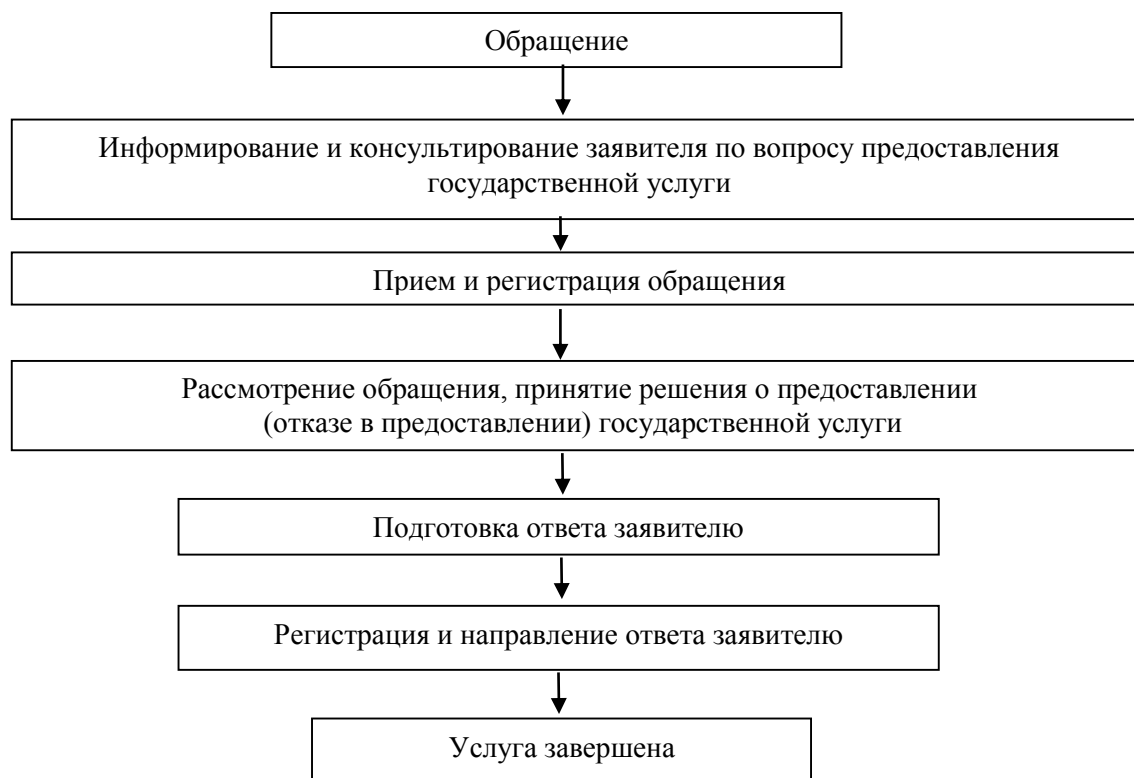 Обращение
Информирование и консультирование заявителя по вопросу предоставления
государственной услуги
Прием и регистрация обращения
Рассмотрение обращения, принятие решения о предоставлении
(отказе в предоставлении) государственной услуги
Подготовка ответа заявителю
Регистрация и направление ответа заявителю
Услуга завершена